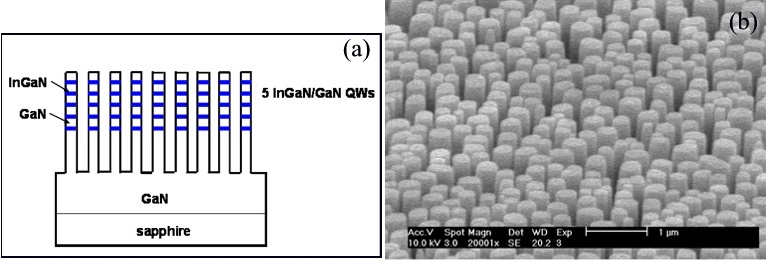 (a)
InGaN
GaN
5 InGaN/GaN QWs
GaN
sapphire
(b)
Acc.V Spot Magn Det WD Exp 1 μm
10.0 kV 3.0 20001x SE 20.2 3